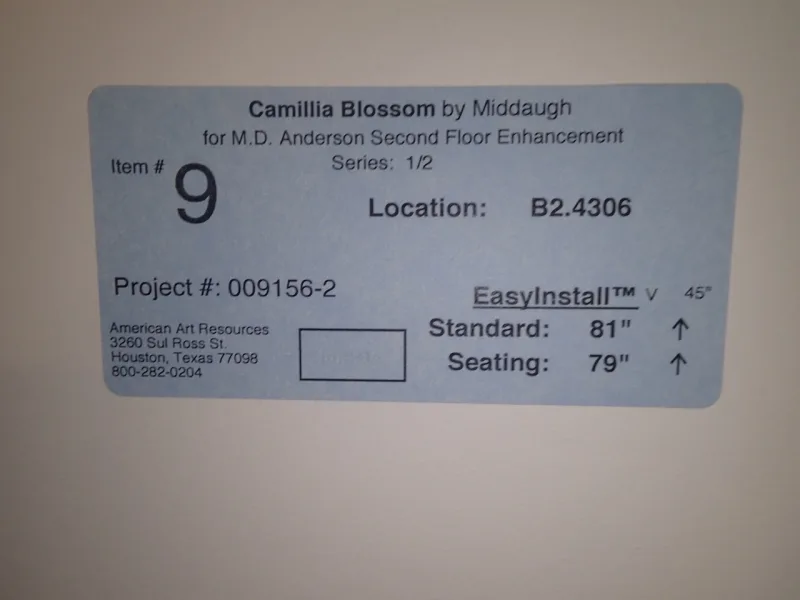 Camillia Blossom by Middaugh
for M.D. Anderson Second Floor Enhancement
Item # 9
Series: 1/2
Location: B2.4306
Project #: 009156-2
EasyInstall™ V 45"
Standard: 81" ↑
Seating: 79" ↑
American Art Resources
3260 Sul Ross St.
Houston, Texas 77098
800-282-0204